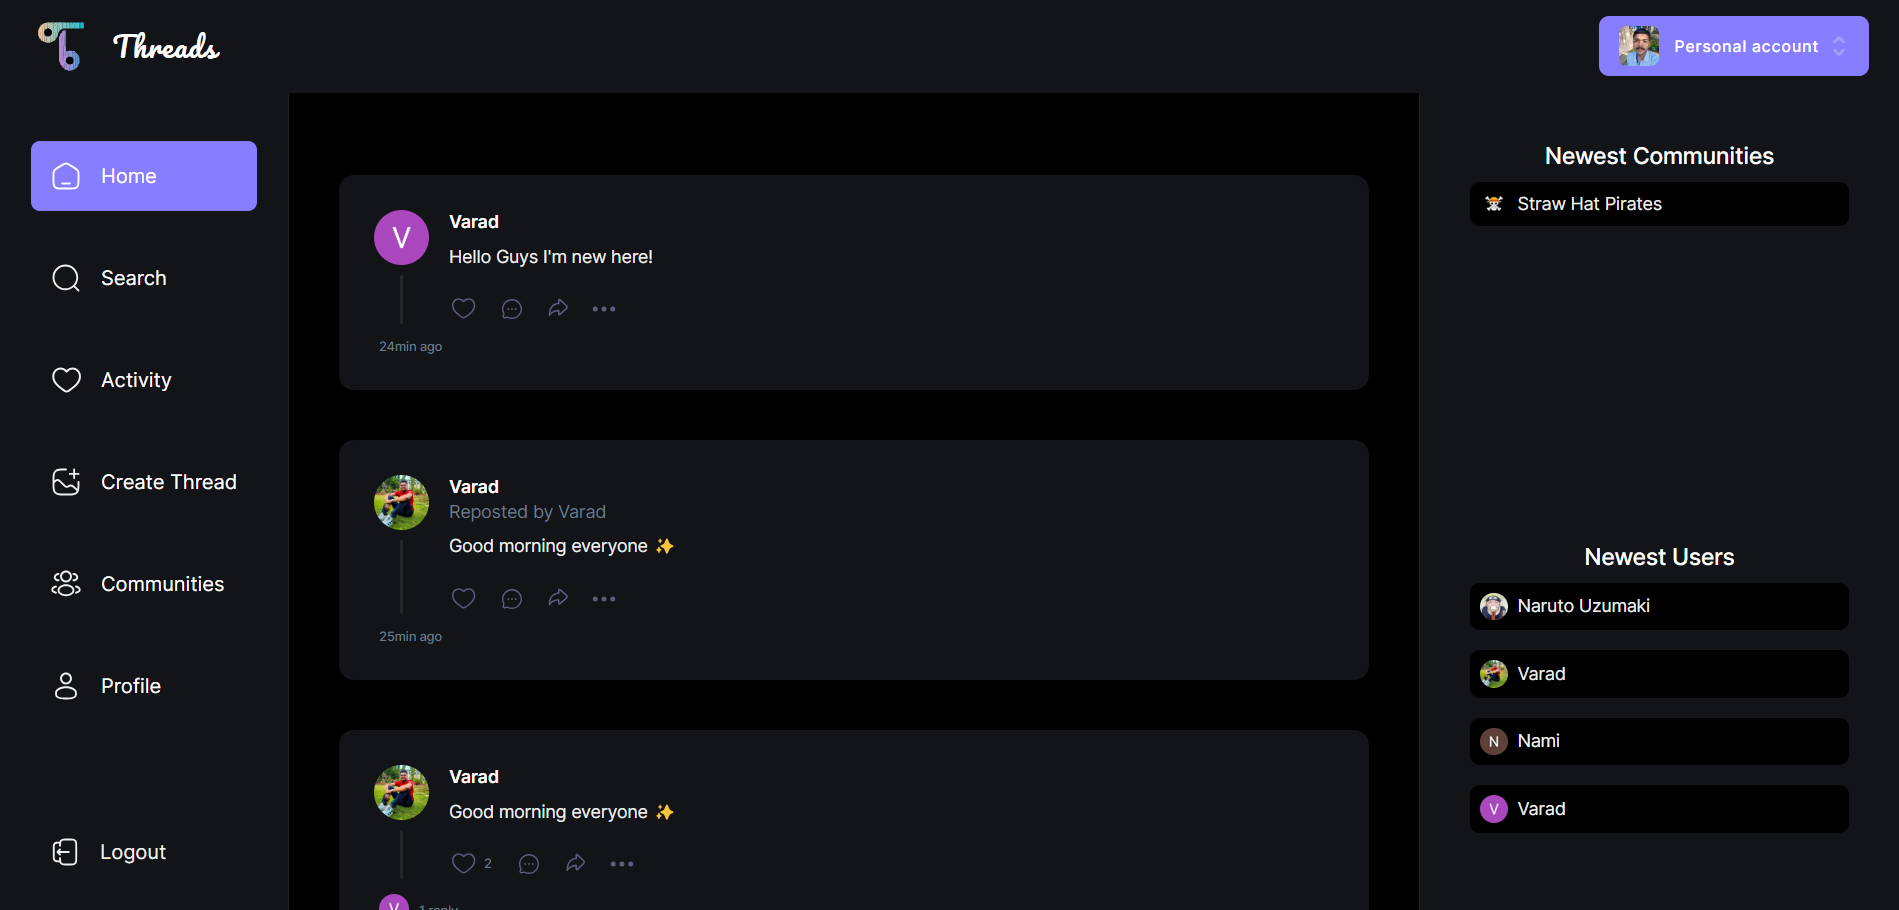 Threads
Personal account
Home
Search
Activity
Create Thread
Communities
Profile
Logout
V
Varad
Hello Guys I'm new here!
24min ago
Varad
Reposted by Varad
Good morning everyone ✨
25min ago
Varad
Good morning everyone ✨
2
V
1 reply
Newest Communities
Straw Hat Pirates
Newest Users
Naruto Uzumaki
Varad
N
Nami
V
Varad